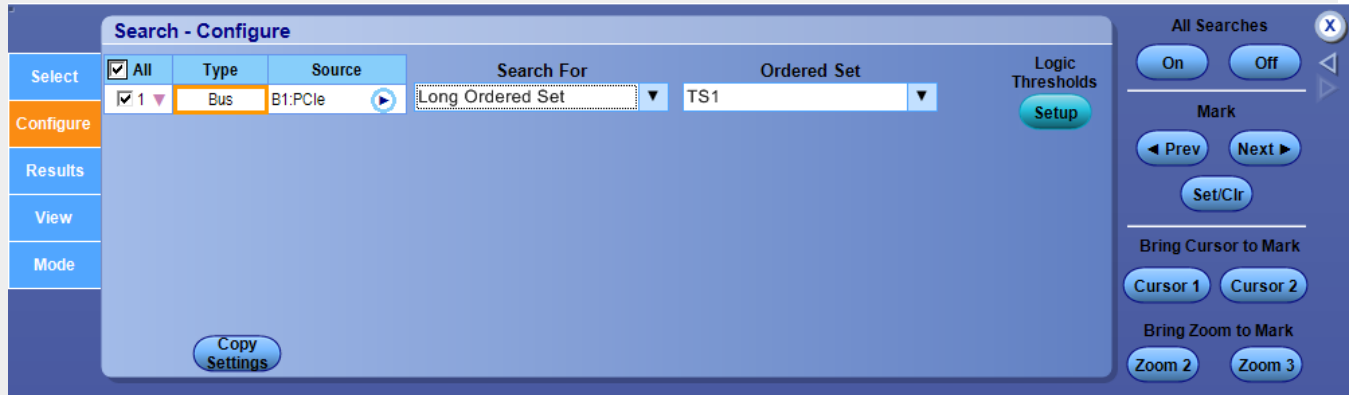 Search - Configure
Select
Configure
Results
View
Mode
All Type Source
1 Bus B1:PCIe
Search For
Long Ordered Set
Ordered Set
TS1
Logic
Thresholds
Setup
Copy
Settings
All Searches
X
On Off
Mark
Prev Next
Set/Clr
Bring Cursor to Mark
Cursor 1 Cursor 2
Bring Zoom to Mark
Zoom 2 Zoom 3